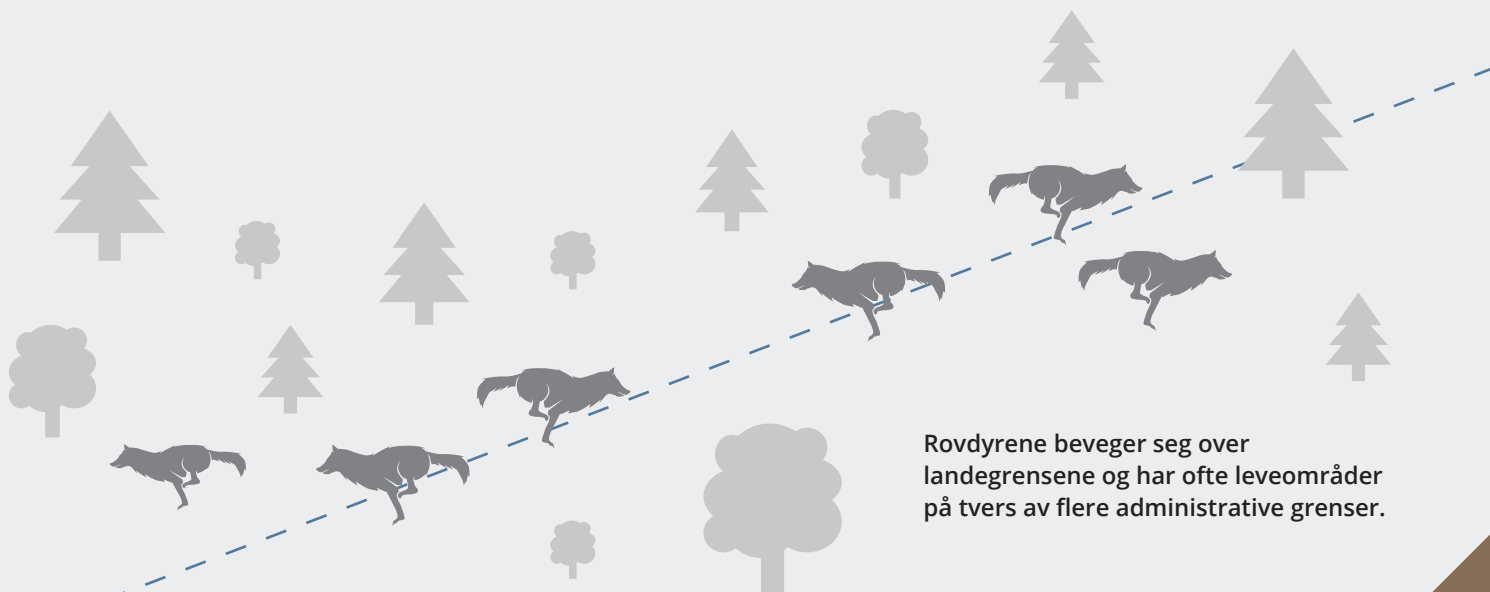 Rovdyrene beveger seg over
landegrensene og har ofte leveområder
på tvers av flere administrative grenser.